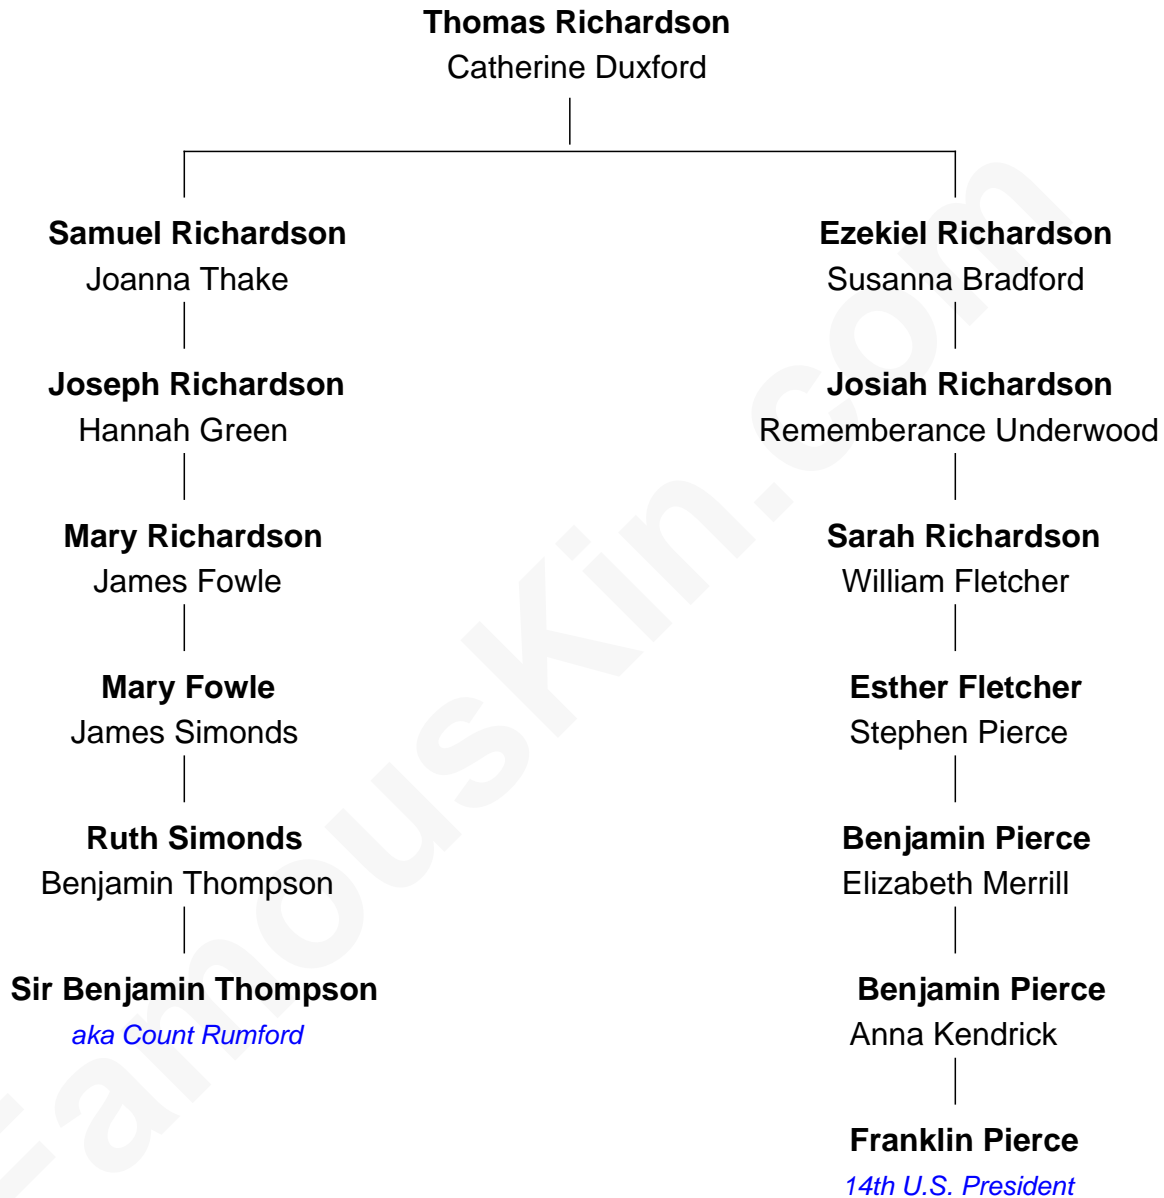 Thomas Richardson
Catherine Duxford
Samuel Richardson
Joanna Thake
Joseph Richardson
Hannah Green
Mary Richardson
James Fowle
Mary Fowle
James Simonds
Ruth Simonds
Benjamin Thompson
Sir Benjamin Thompson
aka Count Rumford
Ezekiel Richardson
Susanna Bradford
Josiah Richardson
Rememberance Underwood
Sarah Richardson
William Fletcher
Esther Fletcher
Stephen Pierce
Benjamin Pierce
Elizabeth Merrill
Benjamin Pierce
Anna Kendrick
Franklin Pierce
14th U.S. President
FamousKin.com